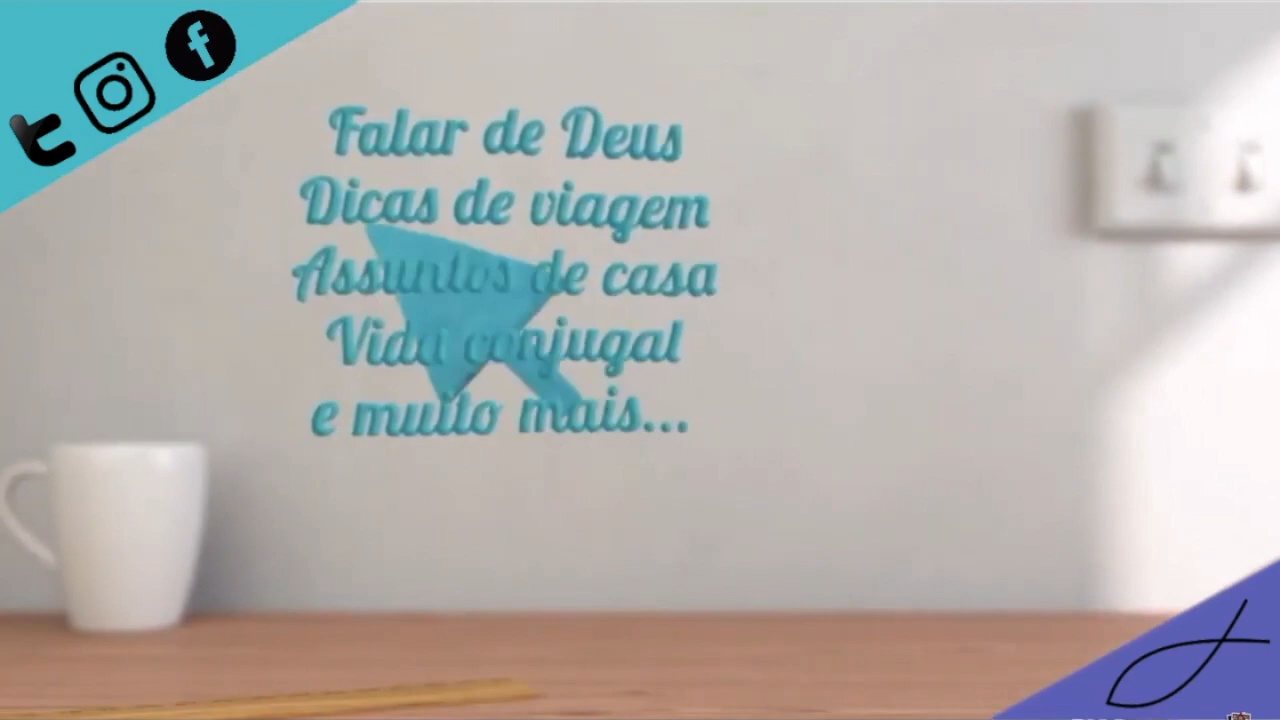 Falar de Deus
Dicas de viagem
Assuntos de casa
Vida conjugal
e muito mais...